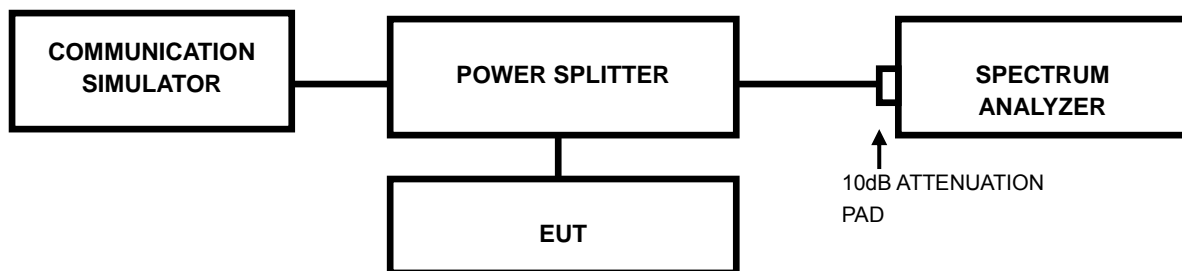 COMMUNICATION
SIMULATOR
POWER SPLITTER
SPECTRUM
ANALYZER
10dB ATTENUATION
PAD
EUT